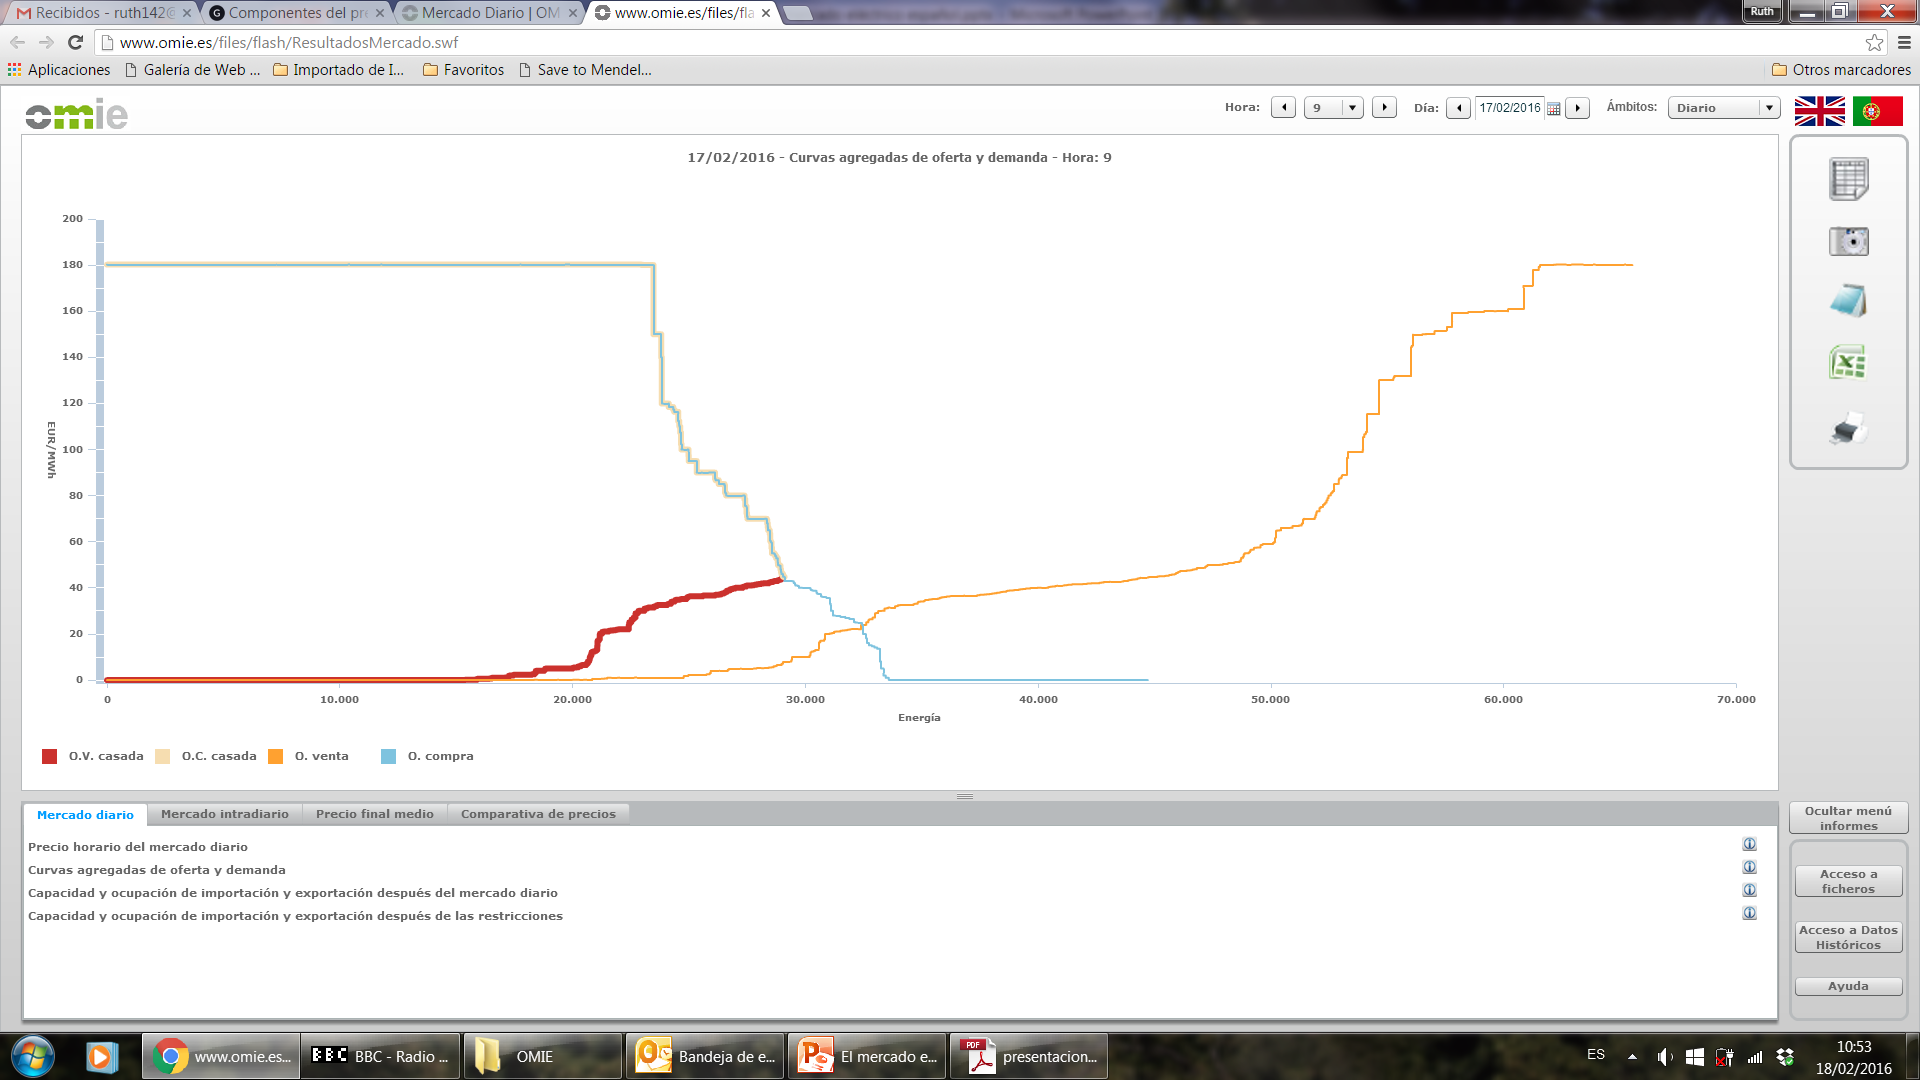 Recibidos - ruth142@
Componentes del pre
Mercado Diario | OM
www.omie.es/files/fla
Ruth
www.omie.es/files/flash/ResultadosMercado.swf
Aplicaciones
Galería de Web ...
Importado de I...
Favoritos
Save to Mendel...
Otros marcadores
omie
Hora: 9
Día: 17/02/2016
Ámbitos: Diario
17/02/2016 - Curvas agregadas de oferta y demanda - Hora: 9
200
180
160
140
120
100
80
60
40
20
0
EUR/MWh
0 10.000 20.000 30.000 40.000 50.000 60.000 70.000
Energía
O.V. casada O.C. casada O. venta O. compra
Mercado diario Mercado intradiario Precio final medio Comparativa de precios
Precio horario del mercado diario
Curvas agregadas de oferta y demanda
Capacidad y ocupación de importación y exportación después del mercado diario
Capacidad y ocupación de importación y exportación después de las restricciones
Ocultar menú
informes
Acceso a
ficheros
Acceso a Datos
Históricos
Ayuda
www.omie.es...
BBC
BBC - Radio ...
OMIE
Bandeja de e...
El mercado e...
PDF
presentacion...
ES
10:53
18/02/2016